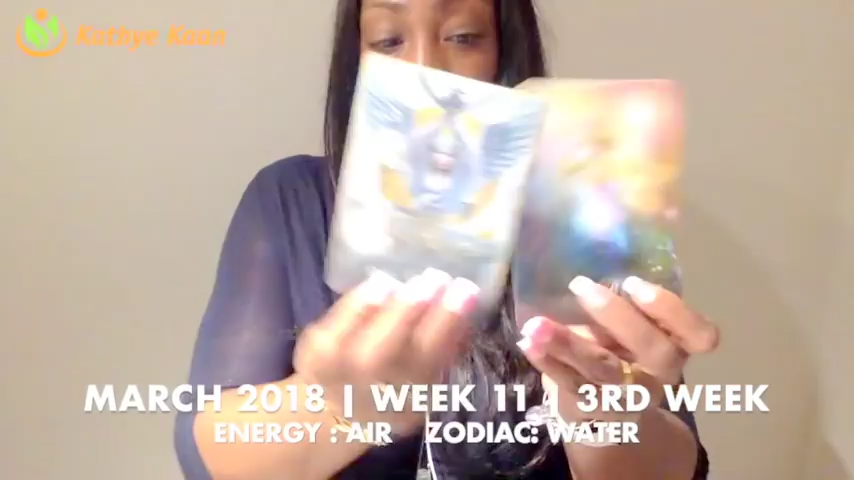 Kathye Kaan
MARCH 2018 | WEEK 11 | 3RD WEEK
ENERGY : AIR ZODIAC: WATER